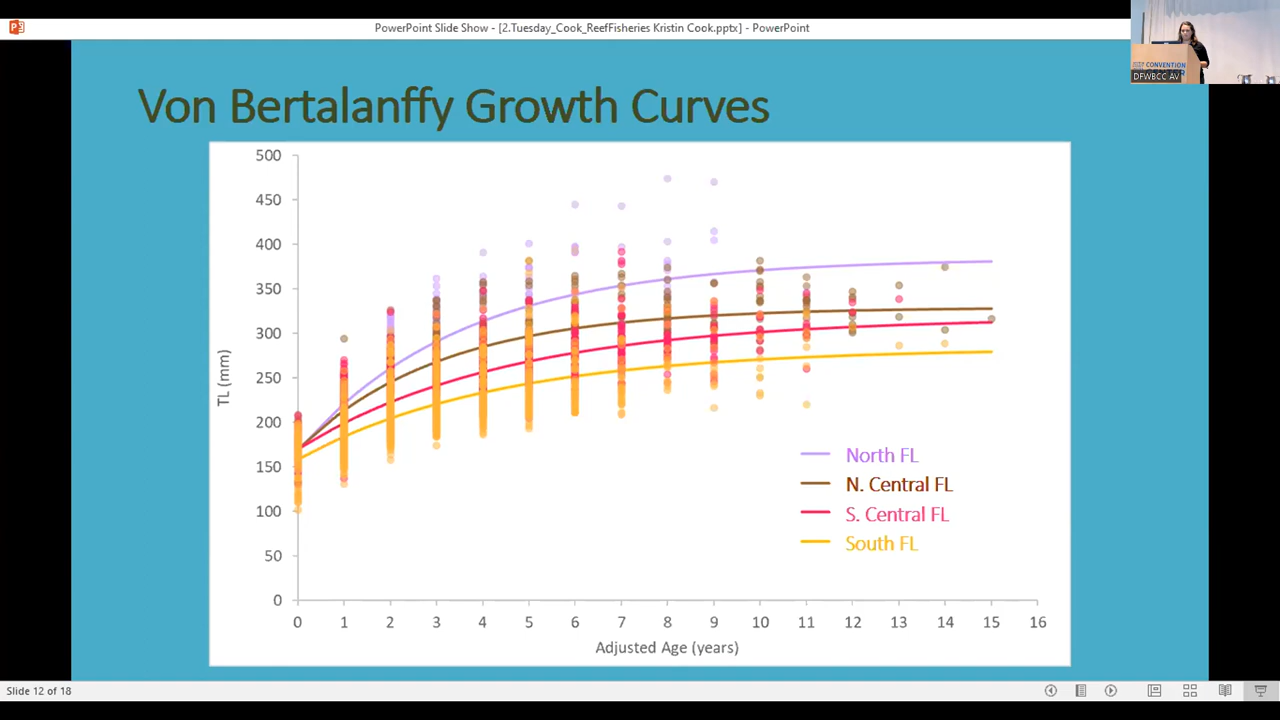 PowerPoint Slide Show - [2.Tuesday_Cook_ReefFisheries Kristin Cook.pptx] - PowerPoint
CONVENTION
DFWBCC AV
Von Bertalanffy Growth Curves
500
450
400
350
300
250
200
150
100
50
0
TL (mm)
North FL
N. Central FL
S. Central FL
South FL
0 1 2 3 4 5 6 7 8 9 10 11 12 13 14 15 16
Adjusted Age (years)
Slide 12 of 18